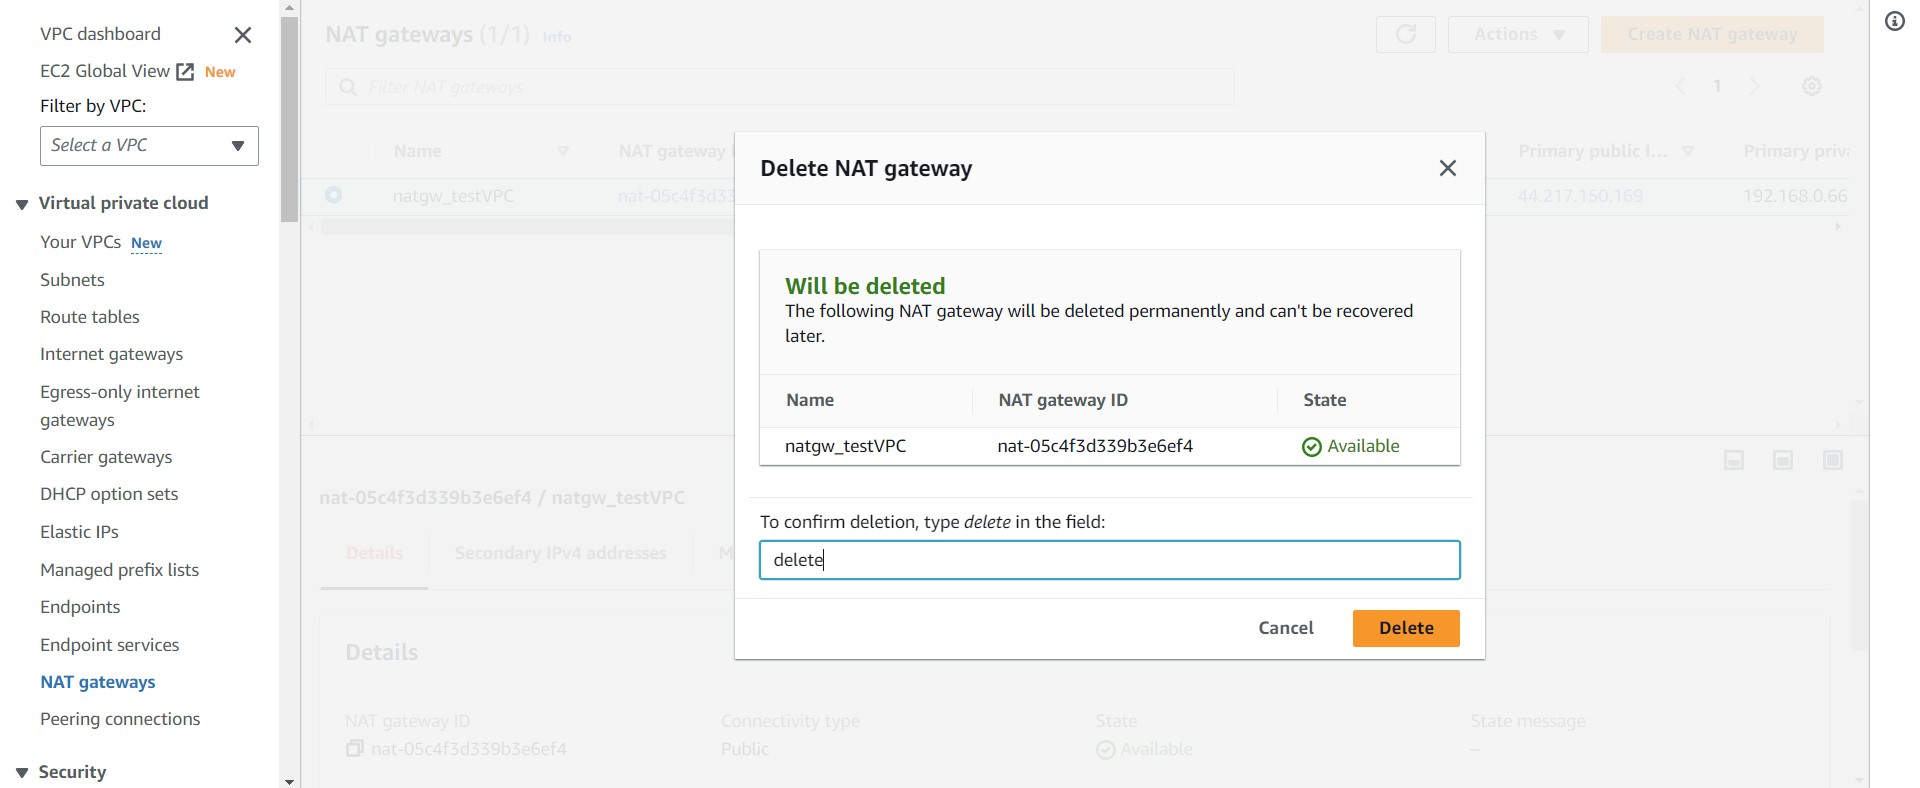 VPC dashboard
EC2 Global View New
Filter by VPC:
Select a VPC
Virtual private cloud
Your VPCs New
Subnets
Route tables
Internet gateways
Egress-only internet
gateways
Carrier gateways
DHCP option sets
Elastic IPs
Managed prefix lists
Endpoints
Endpoint services
NAT gateways
Peering connections
Security
NAT gateways (1/1) Info
Actions
Create NAT gateway
Filter NAT gateways
1
Name NAT gateway Primary public I... Primary priva
natgw_testVPC nat-05c4f3d33 44.217.150.169 192.168.0.66
Delete NAT gateway
Will be deleted
The following NAT gateway will be deleted permanently and can't be recovered
later.
Name NAT gateway ID State
natgw_testVPC nat-05c4f3d339b3e6ef4 Available
To confirm deletion, type delete in the field:
delete
Cancel Delete
nat-05c4f3d339b3e6ef4 / natgw_testVPC
Details Secondary IPv4 addresses
Details
NAT gateway ID Connectivity type State State message
nat-05c4f3d339b3e6ef4 Public Available –